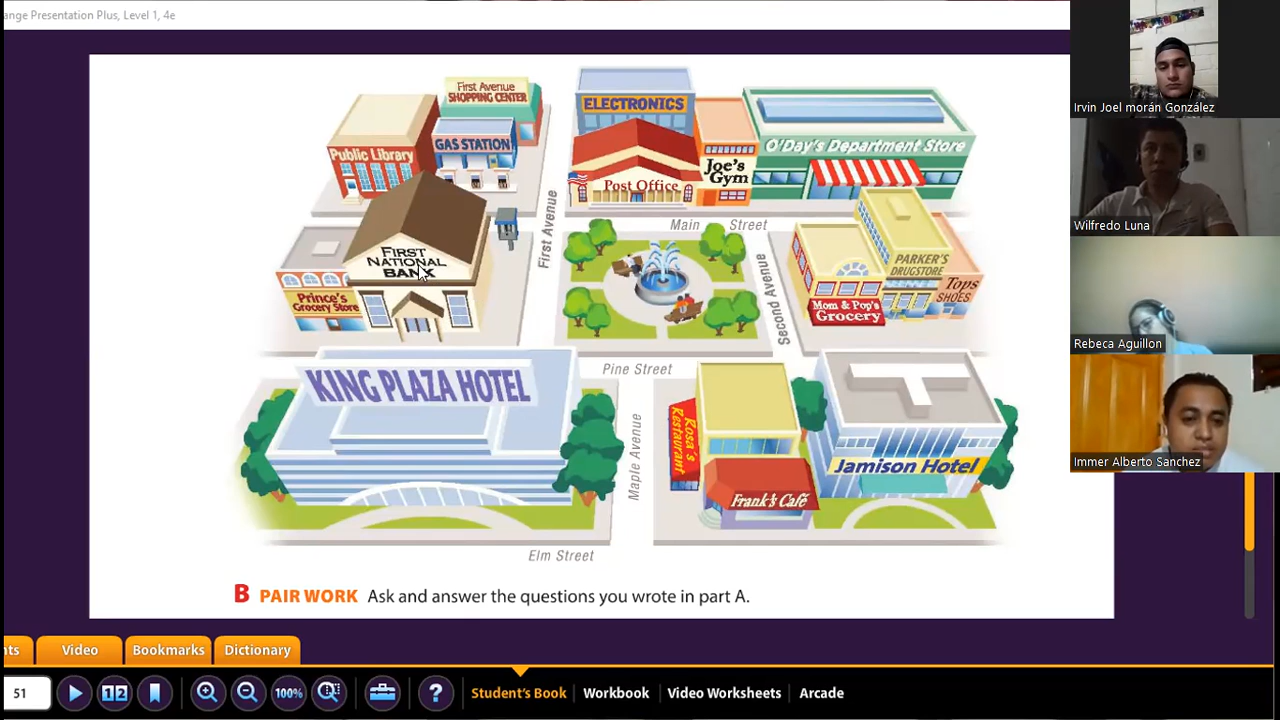 ange Presentation Plus, Level 1, 4e
First Avenue
SHOPPING CENTER
GAS STATION
Public Library
FIRST
NATIONAL
BANK
Prince's
Grocery Store
First Avenue
ELECTRONICS
Post Office
Joe's
Gym
O'Day's Department Store
Main Street
Second Avenue
PARKER'S
DRUGSTORE
Tops
SHOES
Mom & Pop's
Grocery
KING PLAZA HOTEL
Pine Street
Maple Avenue
Rosa's
Restaurant
Frank's Café
Jamison Hotel
Elm Street
B PAIR WORK Ask and answer the questions you wrote in part A.
Irvin Joel morán González
Wilfredo Luna
Rebeca Aguillon
Immer Alberto Sanchez
nts Video Bookmarks Dictionary
51 1 2 100% ? Student's Book Workbook Video Worksheets Arcade